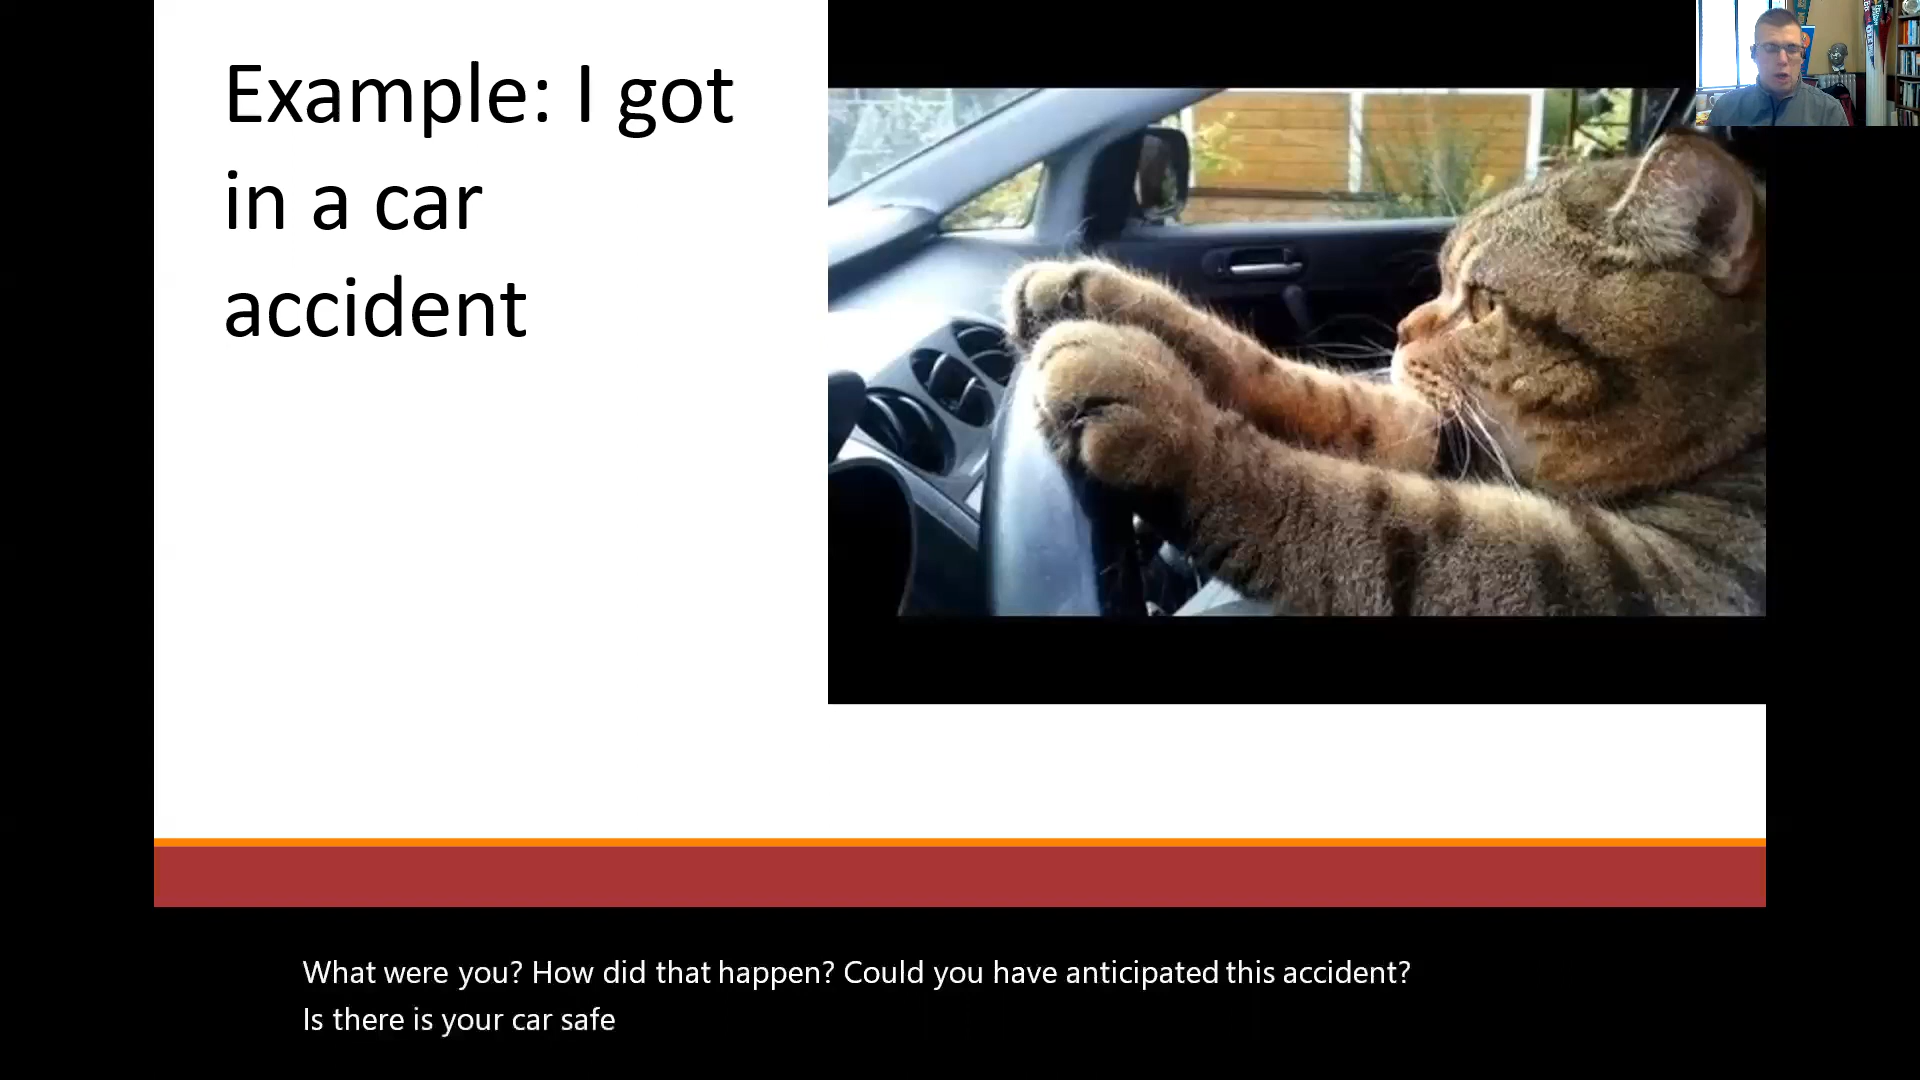 Example: I got
in a car
accident
What were you? How did that happen? Could you have anticipated this accident?
Is there is your car safe